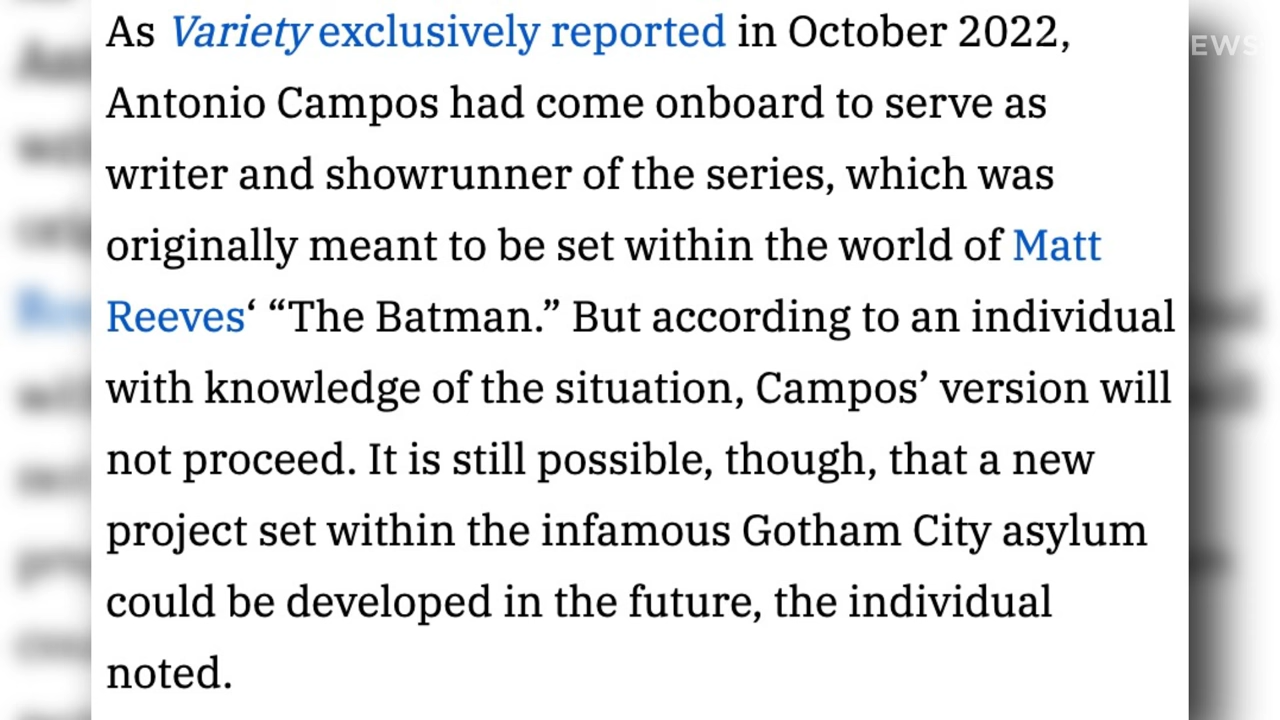 As Variety exclusively reported in October 2022,
Antonio Campos had come onboard to serve as
writer and showrunner of the series, which was
originally meant to be set within the world of Matt
Reeves‘ “The Batman.” But according to an individual
with knowledge of the situation, Campos’ version will
not proceed. It is still possible, though, that a new
project set within the infamous Gotham City asylum
could be developed in the future, the individual
noted.